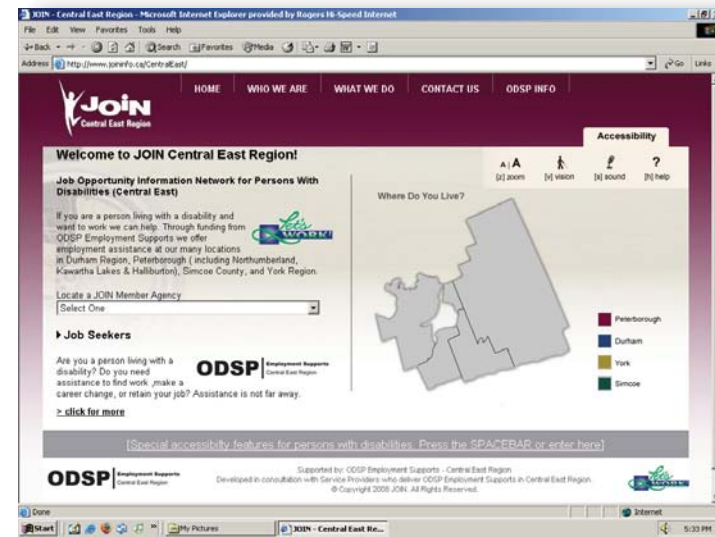 JOIN - Central East Region - Microsoft Internet Explorer provided by Rogers Hi-Speed Internet
File Edit View Favorites Tools Help
Back Search Favorites Media
Address http://www.joininfo.ca/CentralEast/ Go Links
HOME WHO WE ARE WHAT WE DO CONTACT US ODSP INFO
JOIN
Central East Region
Accessibility
Welcome to JOIN Central East Region!
A | A
[z] zoom [v] vision [s] sound ? [h] help
Job Opportunity Information Network for Persons With
Disabilities (Central East)
Where Do You Live?
If you are a person living with a disability and
want to work we can help. Through funding from
ODSP Employment Supports we offer
employment assistance at our many locations
in Durham Region, Peterborough ( including Northumberland,
Kawartha Lakes & Halliburton), Simcoe County, and York Region.
Let's
WORK!
Locate a JOIN Member Agency
Select One
Peterborough
Durham
York
Simcoe
Job Seekers
Are you a person living with a
disability? Do you need
assistance to find work ,make a
career change, or retain your job? Assistance is not far away.
ODSP Employment Supports
Central East Region
> click for more
[Special accessibilty features for persons with disabilities. Press the SPACEBAR or enter here]
ODSP Employment Supports
Central East Region
Supported by: ODSP Employment Supports - Central East Region
Developed in consultation with Service Providers who deliver ODSP Employment Supports in Central East Region.
© Copyright 2008 JOIN. All Rights Reserved.
Let's
WORK!
Done Internet
Start My Pictures JOIN - Central East Re... 5:33 PM